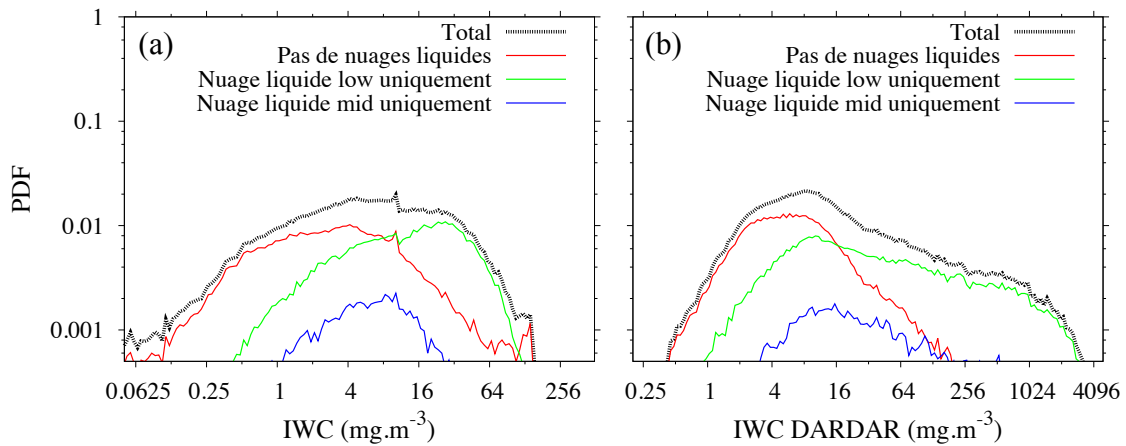 (a)
Total
Pas de nuages liquides
Nuage liquide low uniquement
Nuage liquide mid uniquement
1
0.1
0.01
0.001
PDF
0.0625 0.25 1 4 16 64 256
IWC (mg.m-3)
(b)
Total
Pas de nuages liquides
Nuage liquide low uniquement
Nuage liquide mid uniquement
0.25 1 4 16 64 256 1024 4096
IWC DARDAR (mg.m-3)